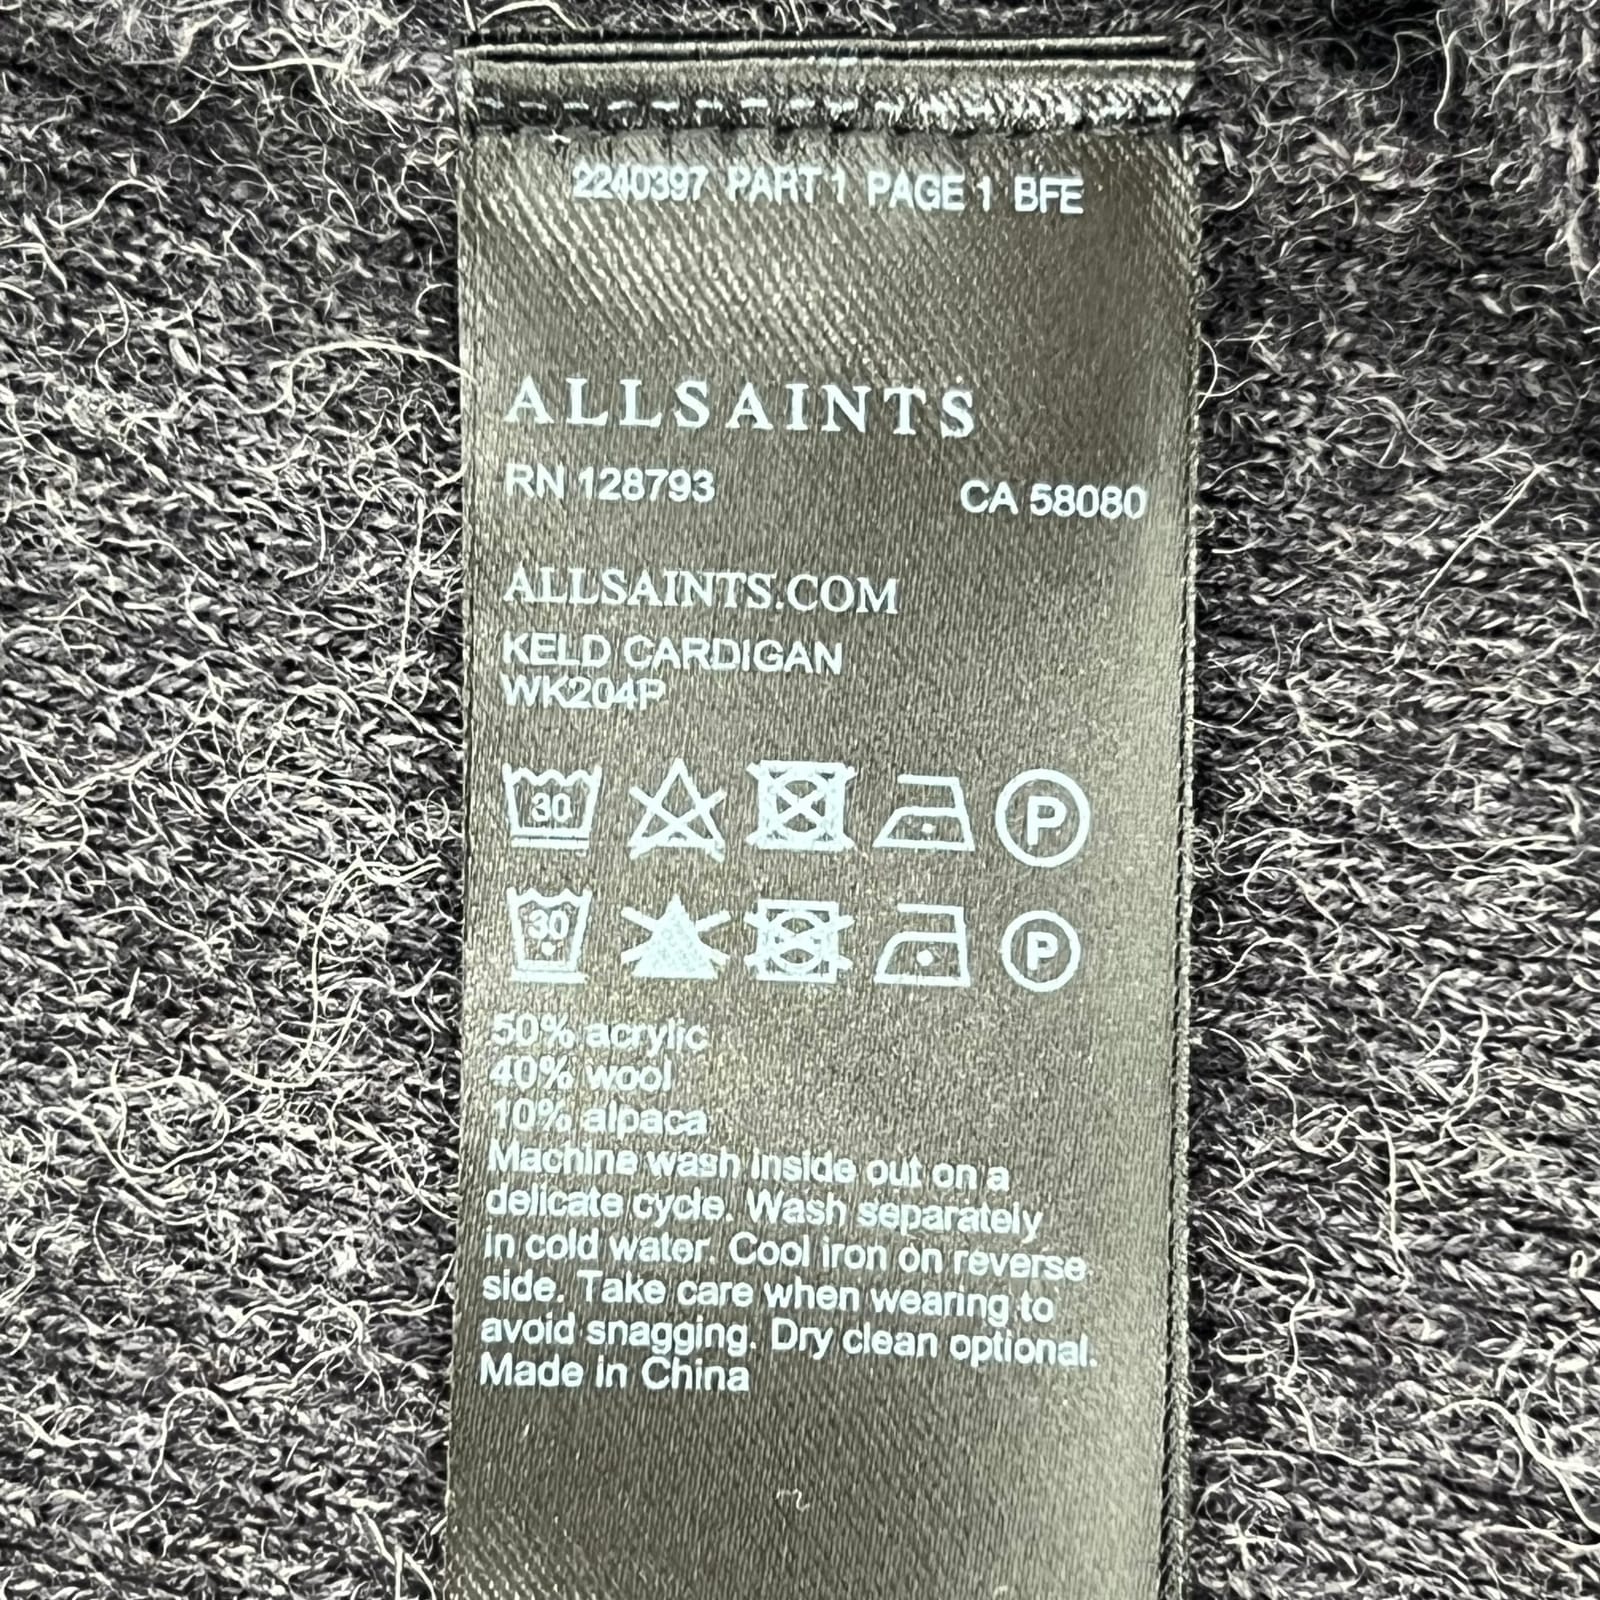 2240397 PART 1 PAGE 1 BFE
ALLSAINTS
RN 128793 CA 58080
ALLSAINTS.COM
KELD CARDIGAN
WK204P
30 P
30 P
50% acrylic
40% wool
10% alpaca
Machine wash inside out on a
delicate cycle. Wash separately
in cold water. Cool iron on reverse
side. Take care when wearing to
avoid snagging. Dry clean optional.
Made in China